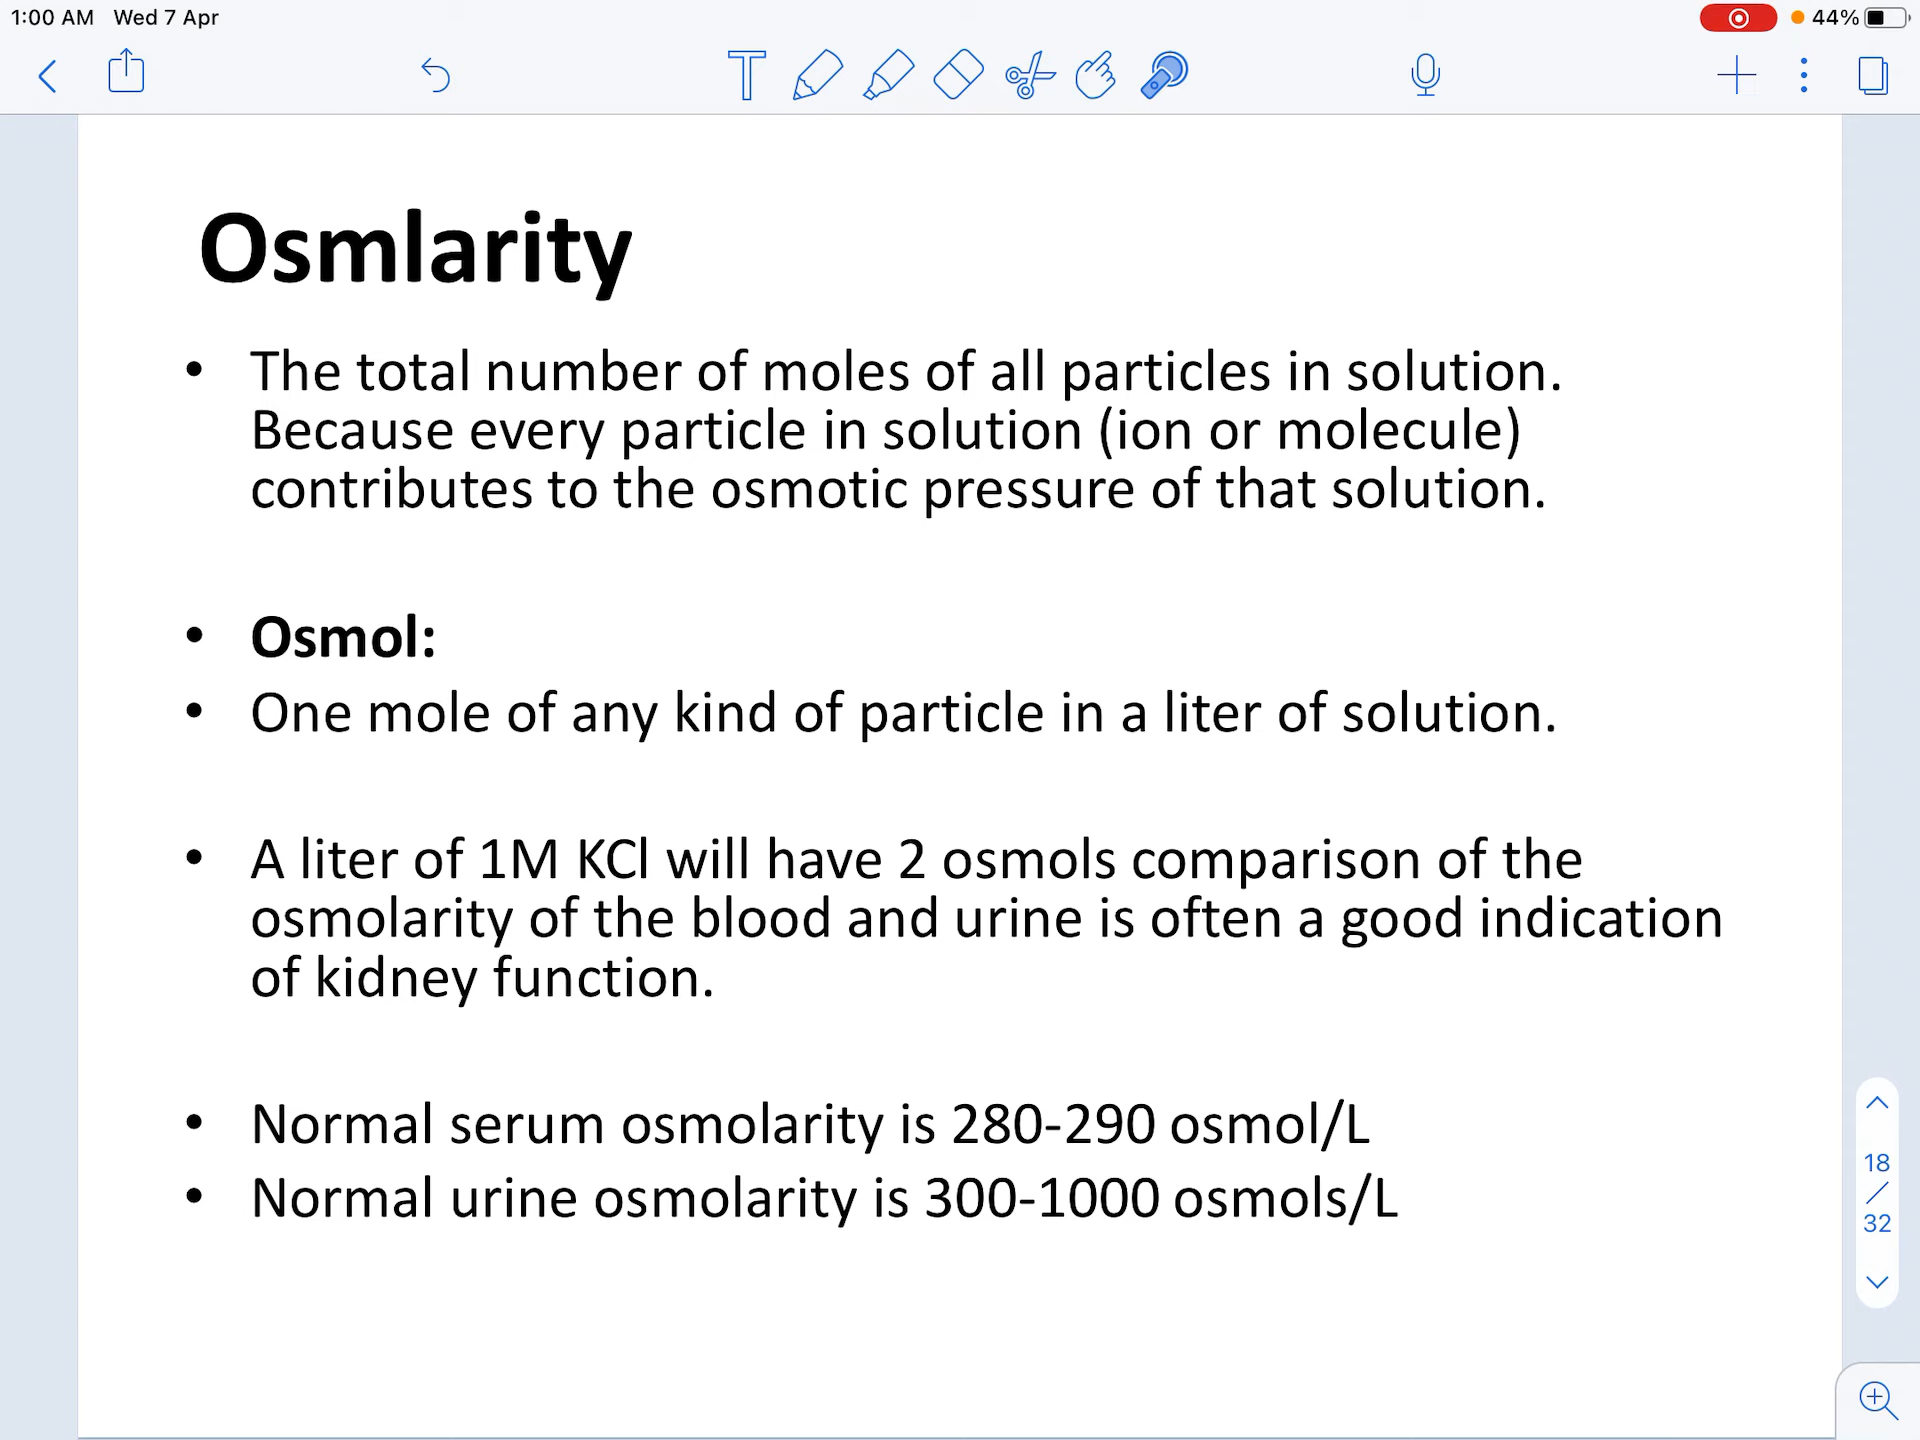 1:00 AM Wed 7 Apr
44%
Osmlarity
• The total number of moles of all particles in solution.
Because every particle in solution (ion or molecule)
contributes to the osmotic pressure of that solution.
• Osmol:
• One mole of any kind of particle in a liter of solution.
• A liter of 1M KCl will have 2 osmols comparison of the
osmolarity of the blood and urine is often a good indication
of kidney function.
• Normal serum osmolarity is 280-290 osmol/L
• Normal urine osmolarity is 300-1000 osmols/L
18
/
32